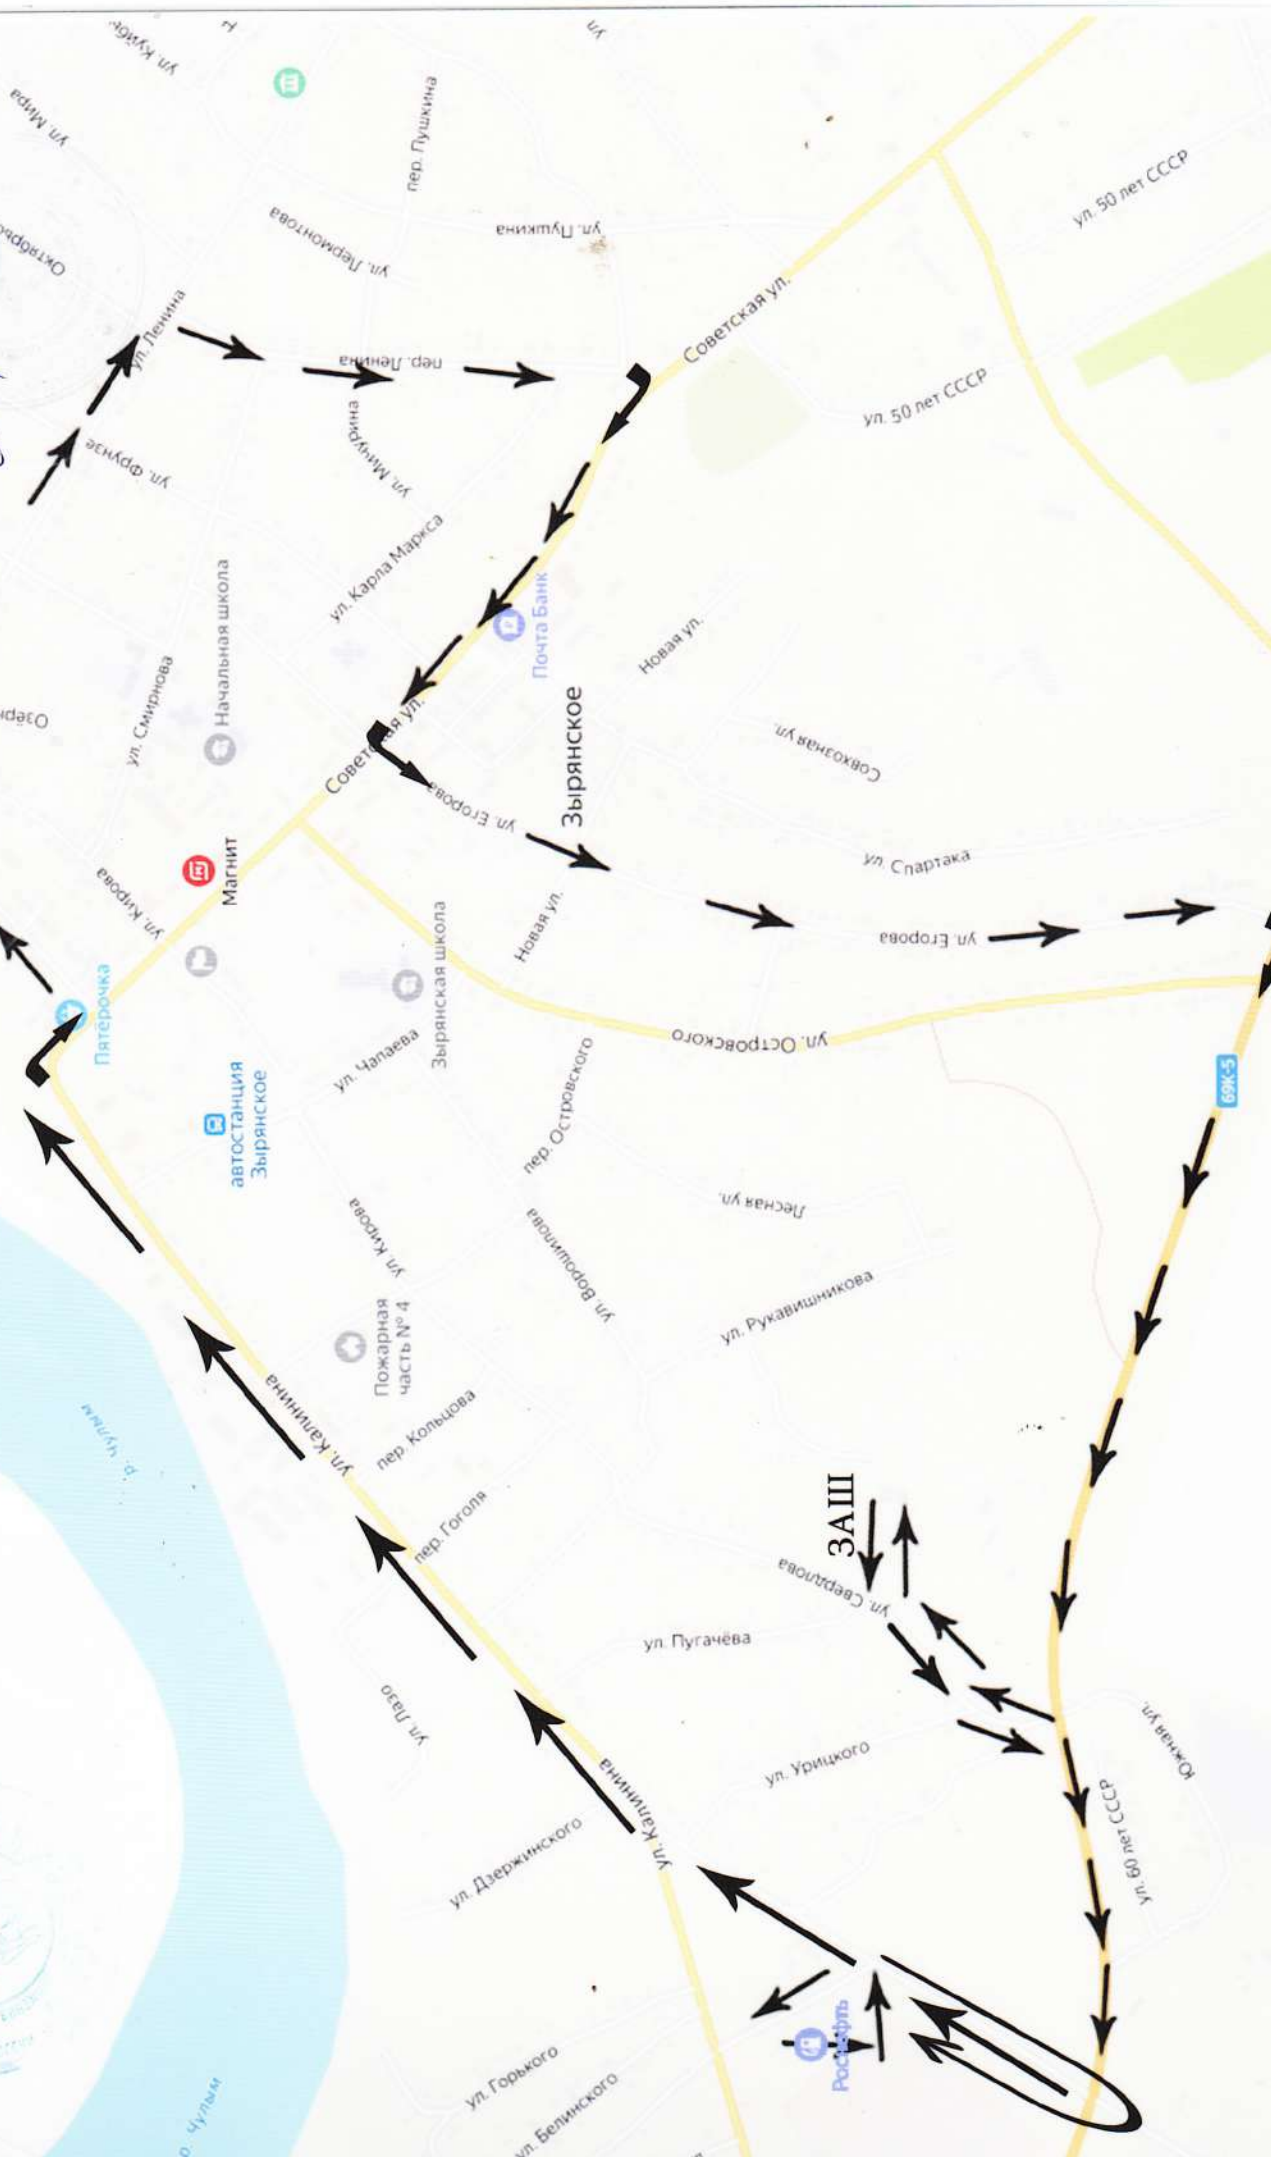 ул. Мира
пер. Пушкина
ул. Лермонтова
ул. Пушкина
ул. 50 лет СССР
ул. Ленина
пер. Ленина
Советская ул.
ул. 50 лет СССР
ул. Фрунзе
ул. Мичурина
ул. Карла Маркса
Начальная школа
Почта Банк
Новая ул.
ул. Смирнова
Зырянское
Советская ул.
Совхозная ул.
ул. Егорова
ул. Кирова
Магнит
ул. Спартака
Новая ул.
ул. Егорова
Пятёрочка
Зырянская школа
ул. Островского
ул. Чапаева
автостанция
Зырянское
пер. Островского
69К-5
Лесная ул.
ул. Кирова
ул. Ворошилова
Пожарная
часть № 4
ул. Рукавишникова
р. Чулым
ул. Калинина
пер. Кольцова
пер. Гоголя
ЗАШ
ул. Свердлова
ул. Пугачёва
ул. Лазо
ул. Урицкого
Южная ул.
ул. Калинина
ул. Дзержинского
ул. 60 лет СССР
Роснефть
ул. Горького
ул. Белинского
р. Чулым